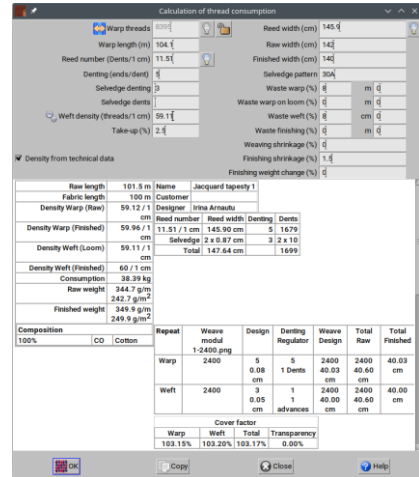 Calculation of thread consumption
Warp threads 8395
Reed width (cm) 145.9
Warp length (m) 104.1
Raw width (cm) 142
Reed number (Dents/1 cm) 11.51
Finished width (cm) 140
Denting (ends/dent) 5
Selvedge pattern 30A
Selvedge denting 3
Waste warp (%) 8 m 0
Selvedge dents
Waste warp on loom (%) 0 m 0
Weft density (threads/1 cm) 59.11
Waste weft (%) 8 cm 0
Take-up (%) 2.5
Waste finishing (%) 0 m 0
Weaving shrinkage (%) 0
Density from technical data
Finishing shrinkage (%) 1.5
Finishing weight change (%) 0
Raw length 101.5 m
Fabric length 100 m
Density Warp (Raw) 59.12 / 1 cm
Density Warp (Finished) 59.96 / 1 cm
Density Weft (Loom) 59.11 / 1 cm
Density Weft (Finished) 60 / 1 cm
Consumption 38.39 kg
Raw weight 344.7 g/m
242.7 g/m²
Finished weight 349.9 g/m
249.9 g/m²
Composition
100% CO Cotton
Name Jacquard tapesty 1
Customer
Designer Irina Arnautu
Reed number Reed width Denting Dents
11.51 / 1 cm 145.90 cm 5 1679
Selvedge 2 x 0.87 cm 3 2 x 10
Total 147.64 cm 1699
Repeat Weave modul 1-2400.png Design Denting Regulator Weave Design Total Raw Total Finished
Warp 2400 5 5 2400 2400 40.03
0.08 cm 1 Dents 40.03 cm 40.60 cm cm
Weft 2400 3 1 2400 2400 40.00
0.05 cm 1 advances 40.00 cm 40.60 cm cm
Cover factor
Warp Weft Total Transparency
103.15% 103.20% 103.17% 0.00%
OK Copy Close Help